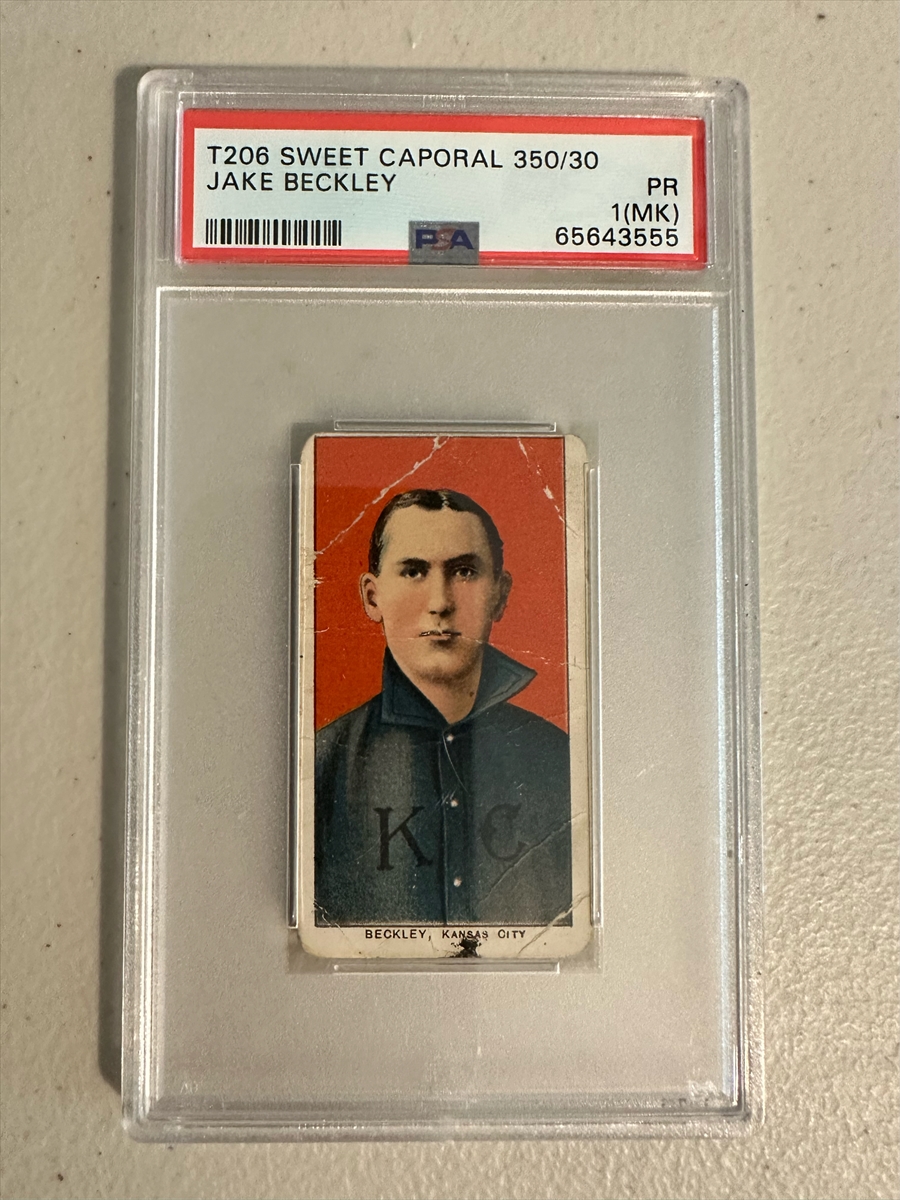 T206 SWEET CAPORAL 350/30
JAKE BECKLEY
PR
1(MK)
PSA
65643555
K C
BECKLEY, KANSAS CITY